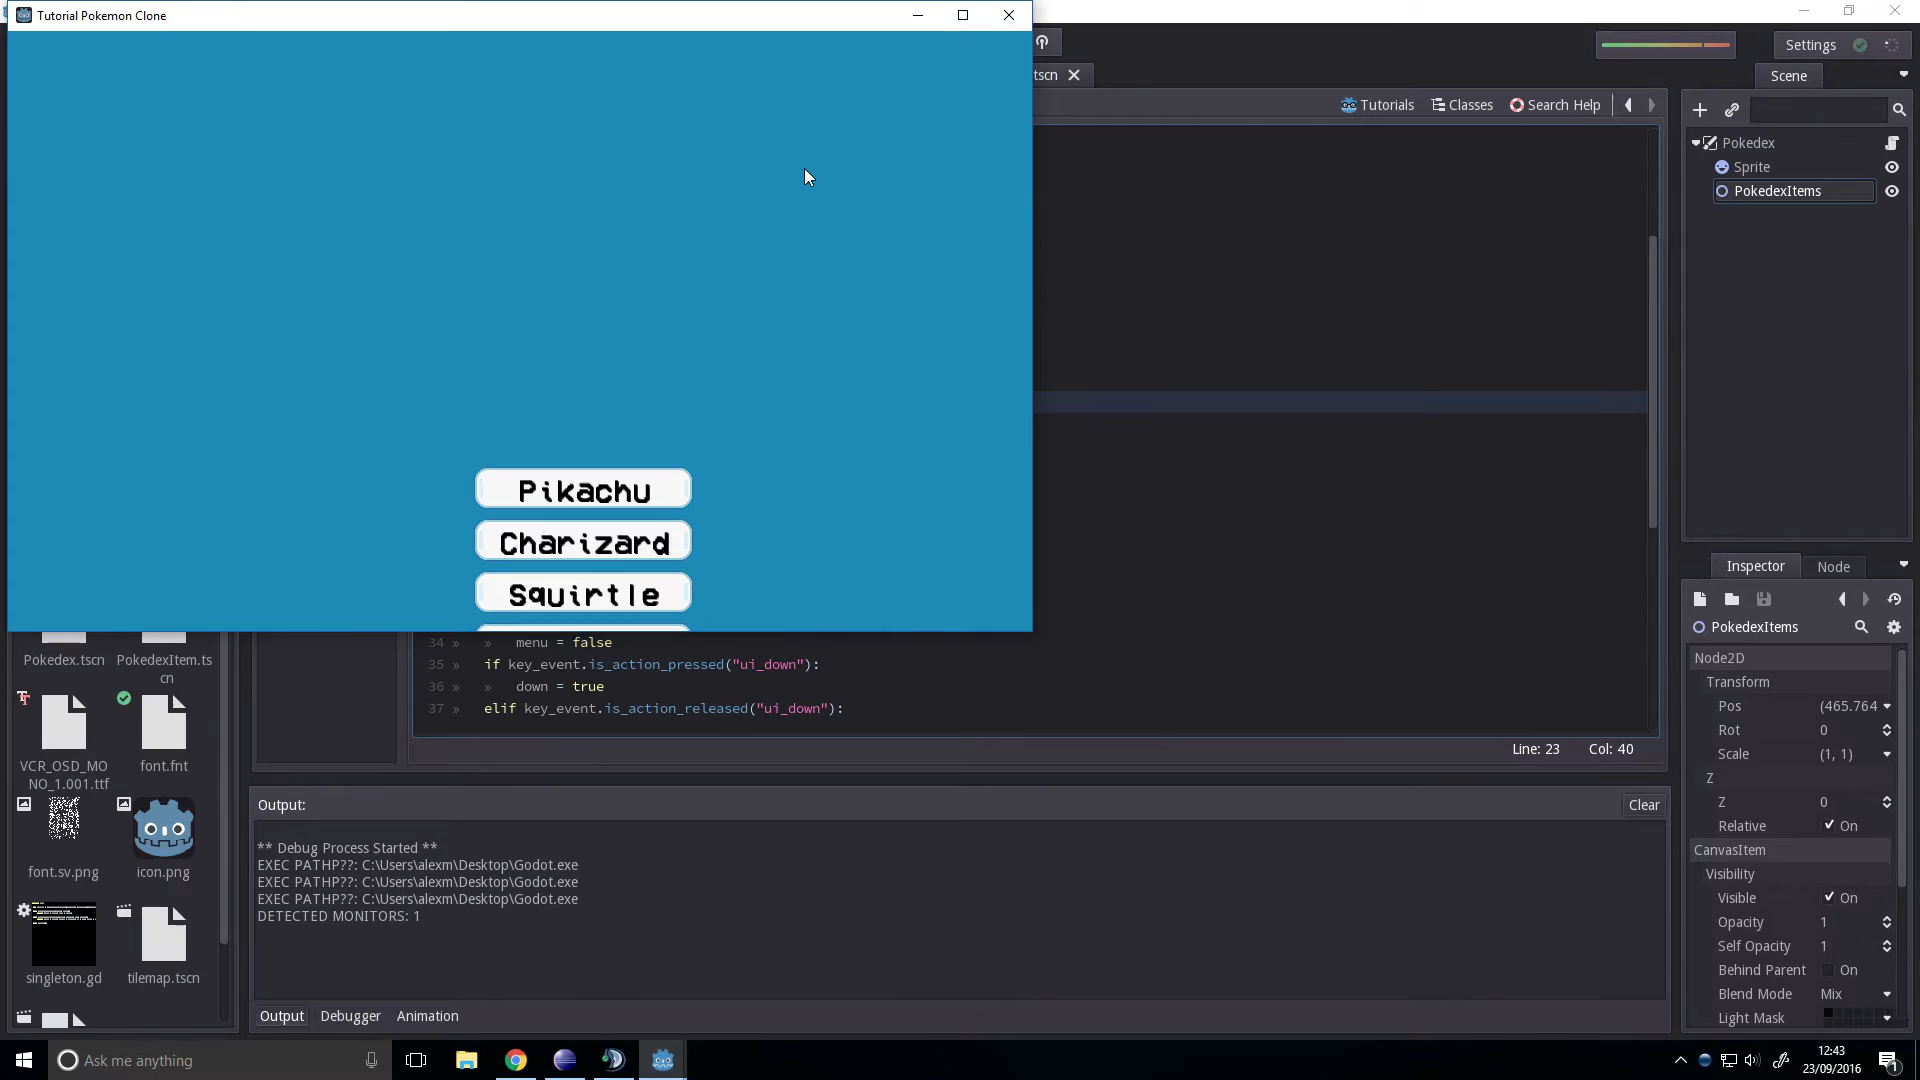 Tutorial Pokemon Clone
Settings
tscn
Scene
Tutorials
Classes
Search Help
Pokedex
Sprite
PokedexItems
Pikachu
Charizard
Squirtle
34 » » menu = false
35 » if key_event.is_action_pressed("ui_down"):
36 » » down = true
37 » elif key_event.is_action_released("ui_down"):
Line: 23 Col: 40
Pokedex.tscn
PokedexItem.ts
cn
VCR_OSD_MO
NO_1.001.ttf
font.fnt
font.sv.png
icon.png
singleton.gd
tilemap.tscn
Output:
Clear
** Debug Process Started **
EXEC PATHP??: C:\Users\alexm\Desktop\Godot.exe
EXEC PATHP??: C:\Users\alexm\Desktop\Godot.exe
EXEC PATHP??: C:\Users\alexm\Desktop\Godot.exe
DETECTED MONITORS: 1
Output Debugger Animation
Inspector Node
PokedexItems
Node2D
Transform
Pos (465.764
Rot 0
Scale (1, 1)
Z
Z 0
Relative On
CanvasItem
Visibility
Visible On
Opacity 1
Self Opacity 1
Behind Parent On
Blend Mode Mix
Light Mask
Ask me anything
12:43
23/09/2016
1